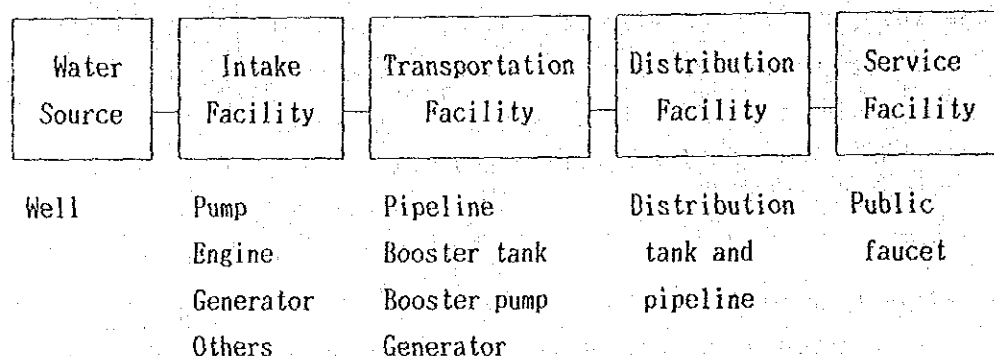 Water Source
Intake Facility
Transportation Facility
Distribution Facility
Service Facility
Well
Pump
Engine
Generator
Others
Pipeline
Booster tank
Booster pump
Generator
Distribution
tank and
pipeline
Public
faucet